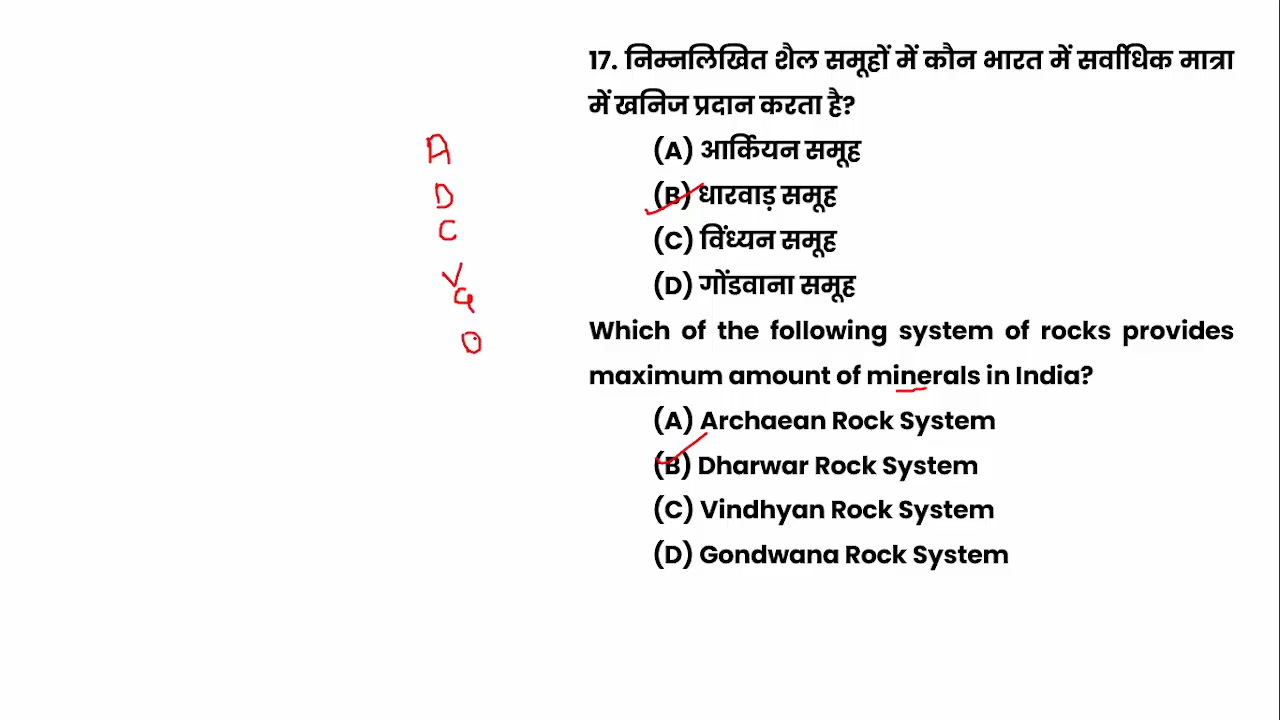 17. निम्नलिखित शैल समूहों में कौन भारत में सर्वाधिक मात्रा
में खनिज प्रदान करता है?
(A) आर्कियन समूह
(B) धारवाड़ समूह
(C) विंध्यन समूह
(D) गोंडवाना समूह
Which of the following system of rocks provides
maximum amount of minerals in India?
(A) Archaean Rock System
(B) Dharwar Rock System
(C) Vindhyan Rock System
(D) Gondwana Rock System
A
D
C
V
G
D